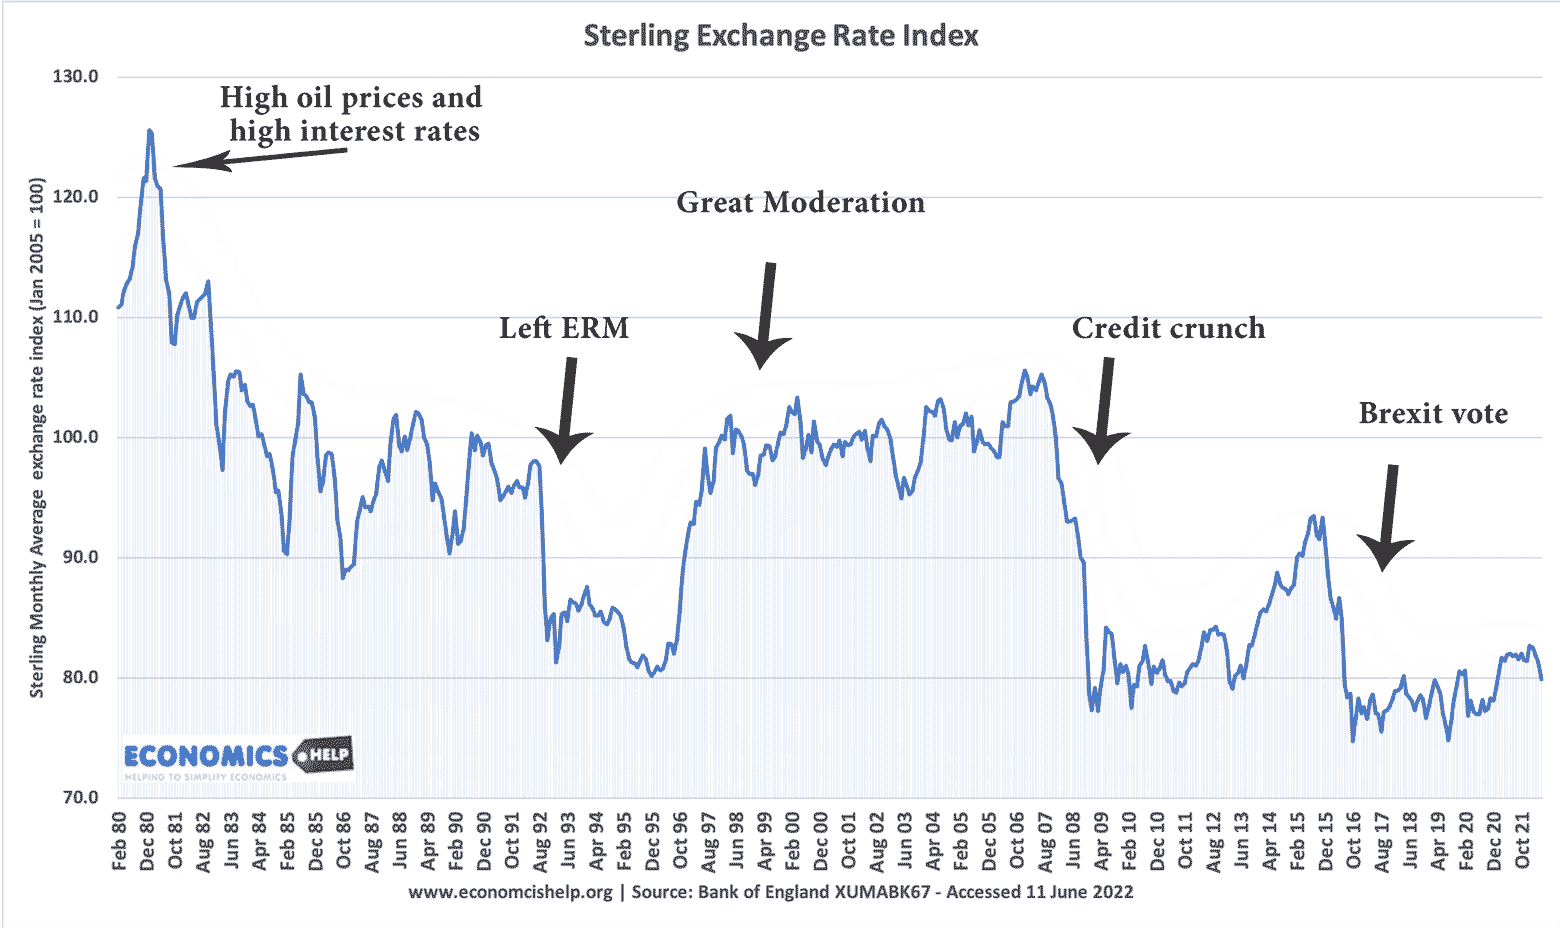 Sterling Exchange Rate Index
130.0
120.0
110.0
100.0
90.0
80.0
70.0
Sterling Monthly Average exchange rate index (Jan 2005 = 100)
High oil prices and
high interest rates
Great Moderation
Left ERM
Credit crunch
Brexit vote
ECONOMICS HELP
HELPING TO SIMPLIFY ECONOMICS
Feb 80
Dec 80
Oct 81
Aug 82
Jun 83
Apr 84
Feb 85
Dec 85
Oct 86
Aug 87
Jun 88
Apr 89
Feb 90
Dec 90
Oct 91
Aug 92
Jun 93
Apr 94
Feb 95
Dec 95
Oct 96
Aug 97
Jun 98
Apr 99
Feb 00
Dec 00
Oct 01
Aug 02
Jun 03
Apr 04
Feb 05
Dec 05
Oct 06
Aug 07
Jun 08
Apr 09
Feb 10
Dec 10
Oct 11
Aug 12
Jun 13
Apr 14
Feb 15
Dec 15
Oct 16
Aug 17
Jun 18
Apr 19
Feb 20
Dec 20
Oct 21
www.economcishelp.org | Source: Bank of England XUMABK67 - Accessed 11 June 2022